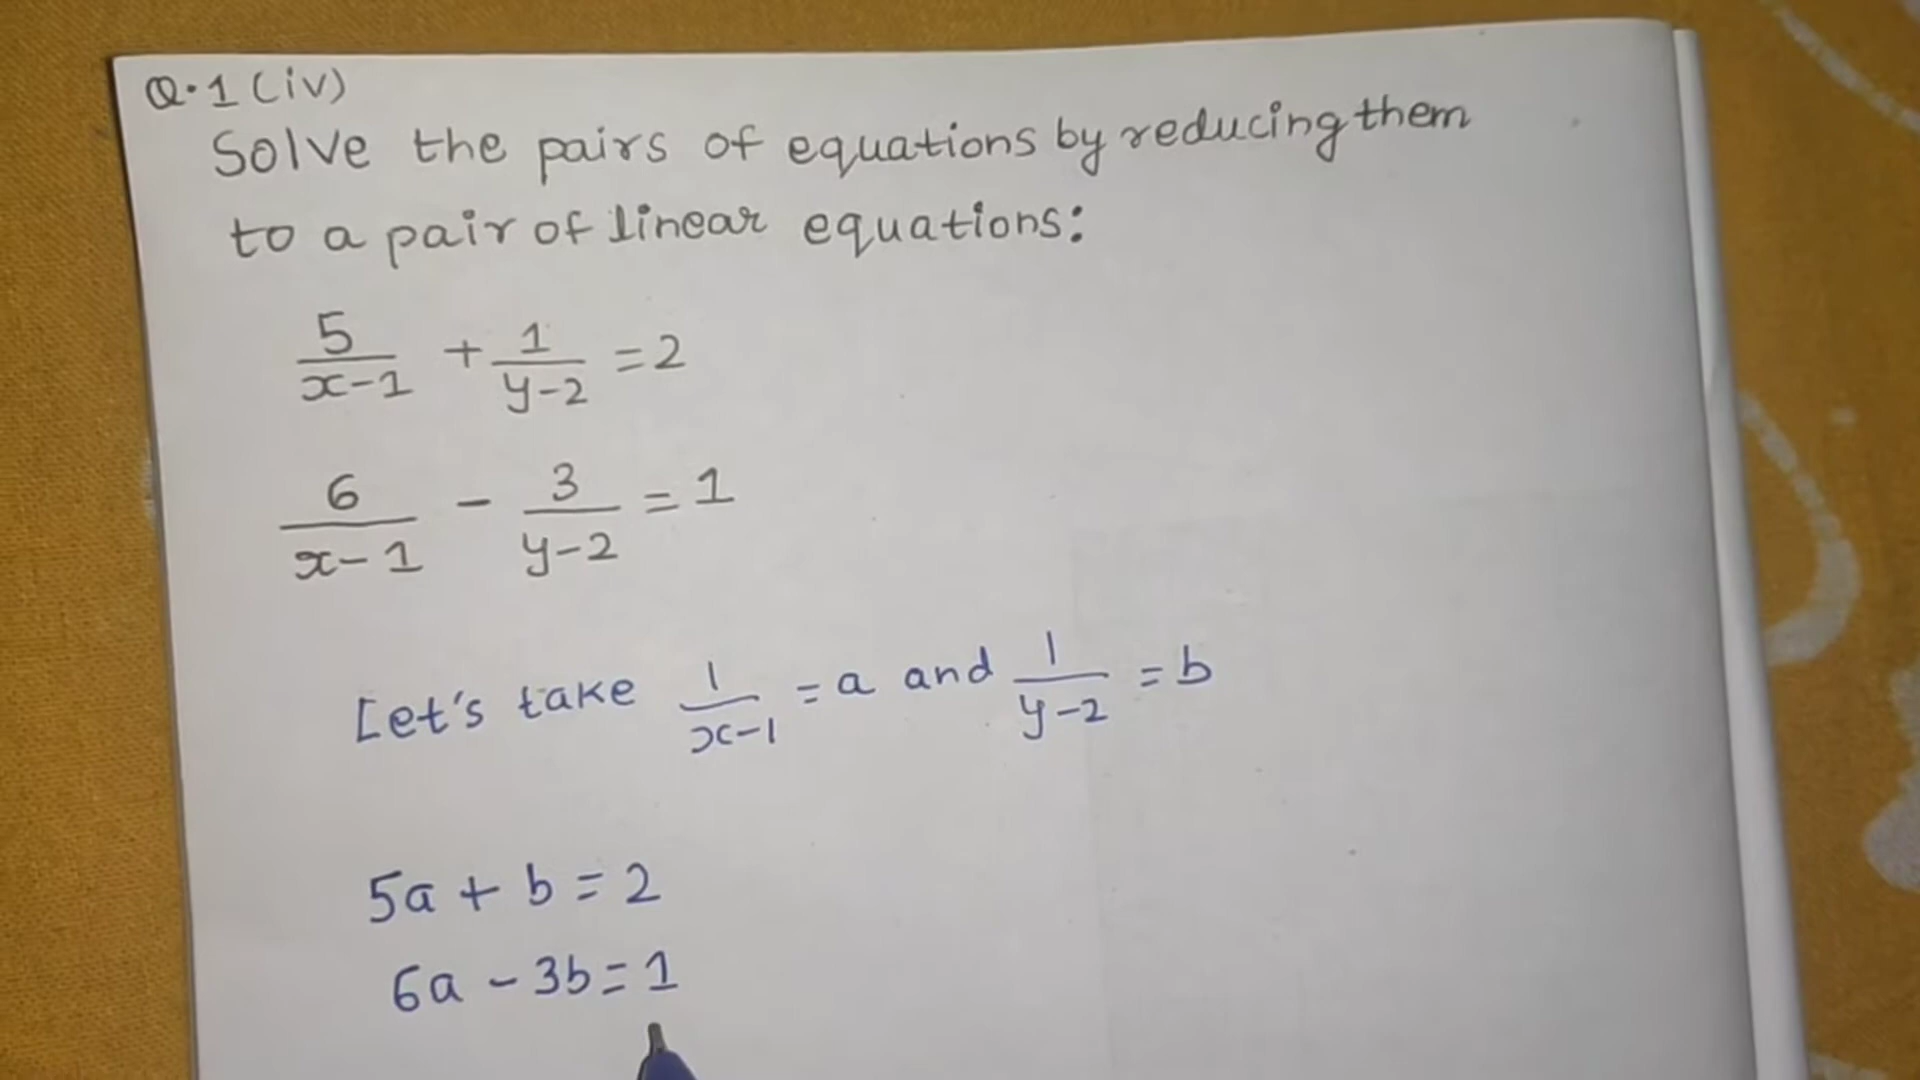 Q.1 (iv)
Solve the pairs of equations by reducing them
to a pair of linear equations:
5/(x-1) + 1/(y-2) = 2
6/(x-1) - 3/(y-2) = 1
Let's take 1/(x-1) = a and 1/(y-2) = b
5a + b = 2
6a - 3b = 1